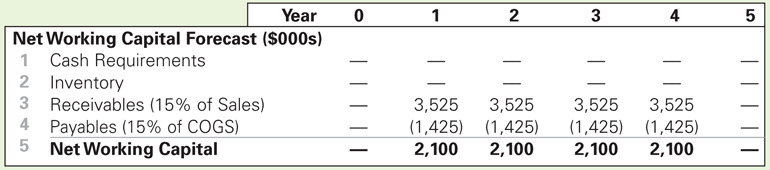 Year 0 1 2 3 4 5
Net Working Capital Forecast ($000s)
1 Cash Requirements — — — — — —
2 Inventory — — — — — —
3 Receivables (15% of Sales) — 3,525 3,525 3,525 3,525 —
4 Payables (15% of COGS) — (1,425) (1,425) (1,425) (1,425) —
5 Net Working Capital — 2,100 2,100 2,100 2,100 —